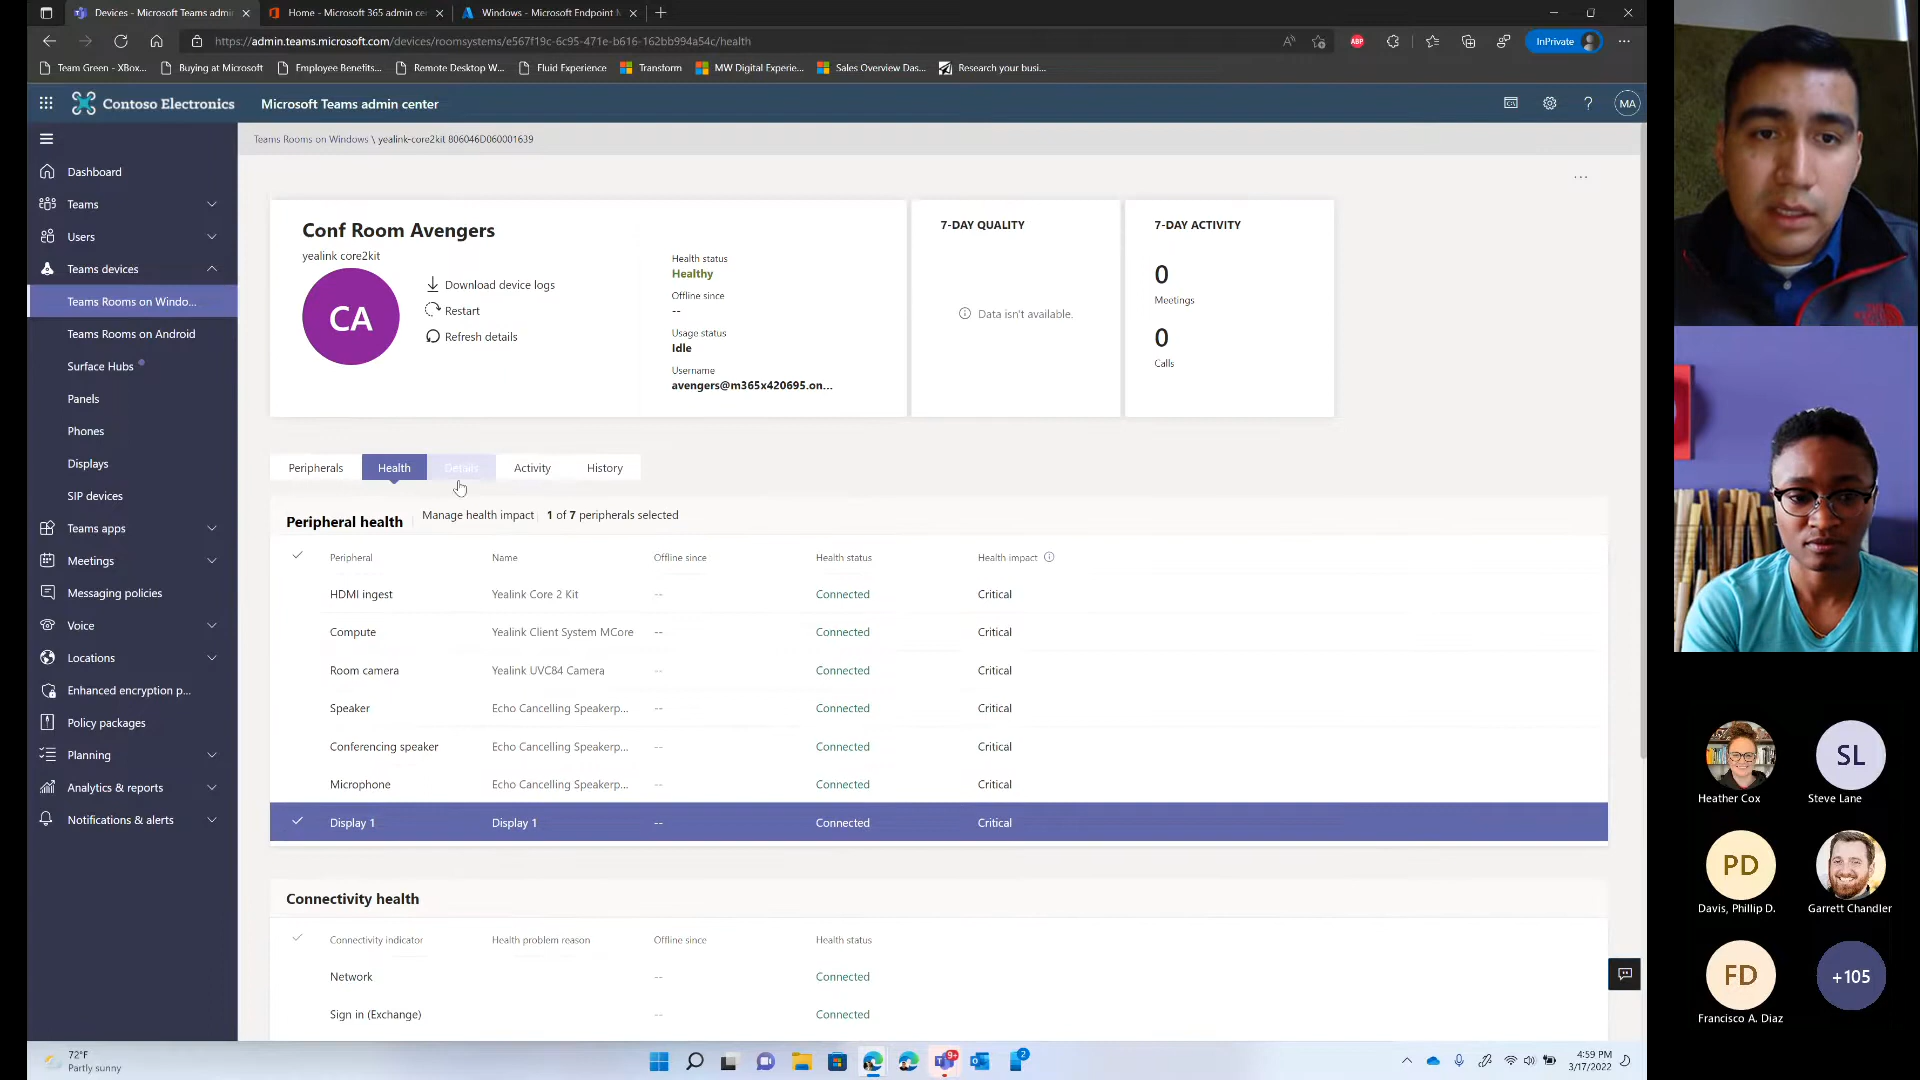 Devices - Microsoft Teams admi
Home - Microsoft 365 admin ce
Windows - Microsoft Endpoint M
https://admin.teams.microsoft.com/devices/roomsystems/e567f19c-6c95-471e-b616-162bb994a54c/health
ABP
InPrivate
Team Green - XBox...
Buying at Microsoft
Employee Benefits...
Remote Desktop W...
Fluid Experience
Transform
MW Digital Experie...
Sales Overview Das...
Research your busi...
Contoso Electronics
Microsoft Teams admin center
MA
Dashboard
Teams
Users
Teams devices
Teams Rooms on Windo...
Teams Rooms on Android
Surface Hubs
Panels
Phones
Displays
SIP devices
Teams apps
Meetings
Messaging policies
Voice
Locations
Enhanced encryption p...
Policy packages
Planning
Analytics & reports
Notifications & alerts
Teams Rooms on Windows \ yealink-core2kit 806046D060001639
Conf Room Avengers
yealink core2kit
CA
Download device logs
Restart
Refresh details
Health status
Healthy
Offline since
--
Usage status
Idle
Username
avengers@m365x420695.on...
7-DAY QUALITY
Data isn't available.
7-DAY ACTIVITY
0
Meetings
0
Calls
Peripherals
Health
Details
Activity
History
Peripheral health
Manage health impact
1 of 7 peripherals selected
Peripheral Name Offline since Health status Health impact
HDMI ingest Yealink Core 2 Kit -- Connected Critical
Compute Yealink Client System MCore -- Connected Critical
Room camera Yealink UVC84 Camera -- Connected Critical
Speaker Echo Cancelling Speakerp... -- Connected Critical
Conferencing speaker Echo Cancelling Speakerp... -- Connected Critical
Microphone Echo Cancelling Speakerp... -- Connected Critical
Display 1 Display 1 -- Connected Critical
Connectivity health
Connectivity indicator Health problem reason Offline since Health status
Network -- Connected
Sign in (Exchange) -- Connected
72°F
Partly sunny
9+
2
4:59 PM
3/17/2022
SL
Heather Cox
Steve Lane
PD
Davis, Phillip D.
Garrett Chandler
FD
+105
Francisco A. Diaz